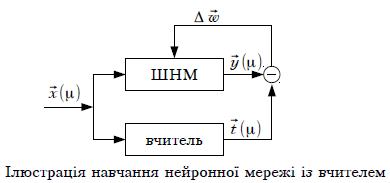 Δ w⃗
ШНМ
y⃗(μ)
−
x⃗(μ)
вчитель
t⃗(μ)
Ілюстрація навчання нейронної мережі із вчителем